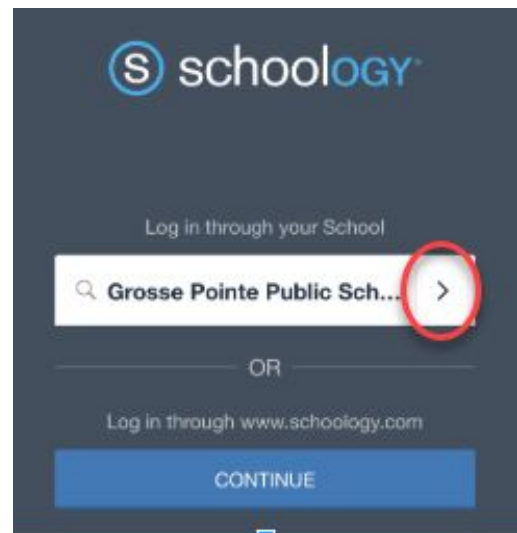 S schoology
Log in through your School
Grosse Pointe Public Sch...
OR
Log in through www.schoology.com
CONTINUE